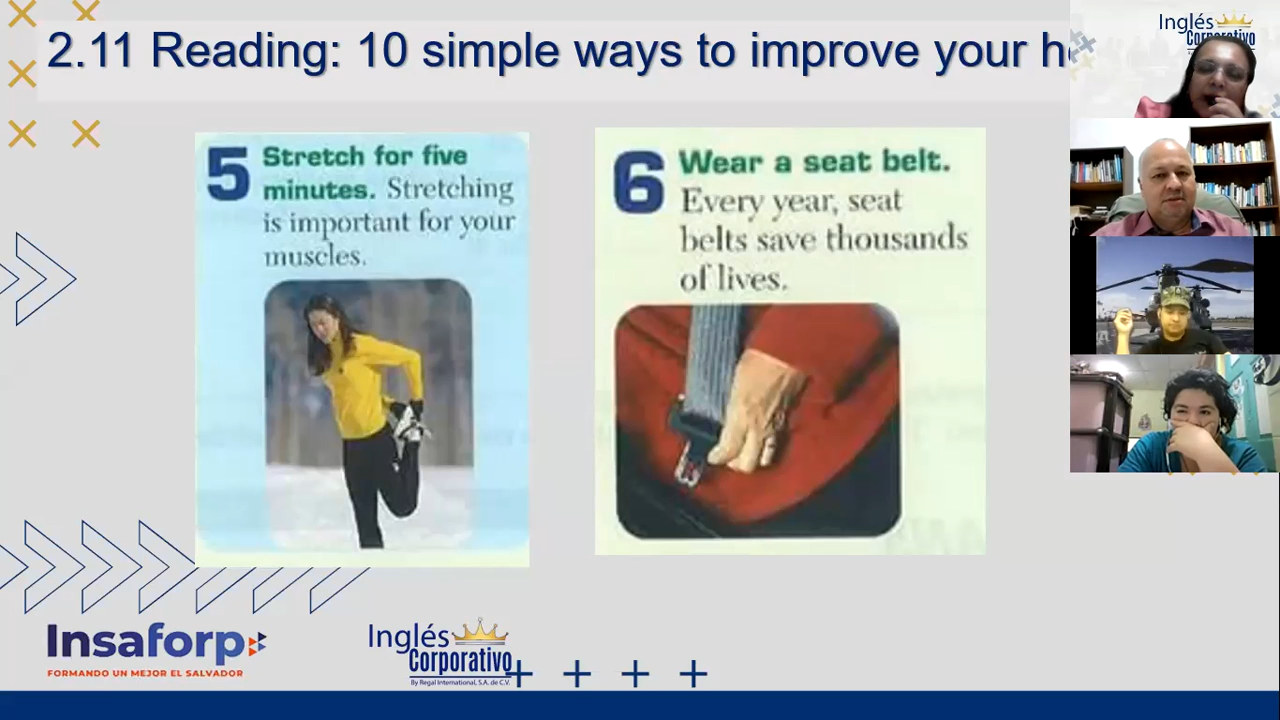 2.11 Reading: 10 simple ways to improve your
Inglés
Corporativo
5
Stretch for five
minutes. Stretching
is important for your
muscles.
6
Wear a seat belt.
Every year, seat
belts save thousands
of lives.
Insaforp
FORMANDO UN MEJOR EL SALVADOR
Inglés
Corporativo
By Regal International, S.A. de C.V.